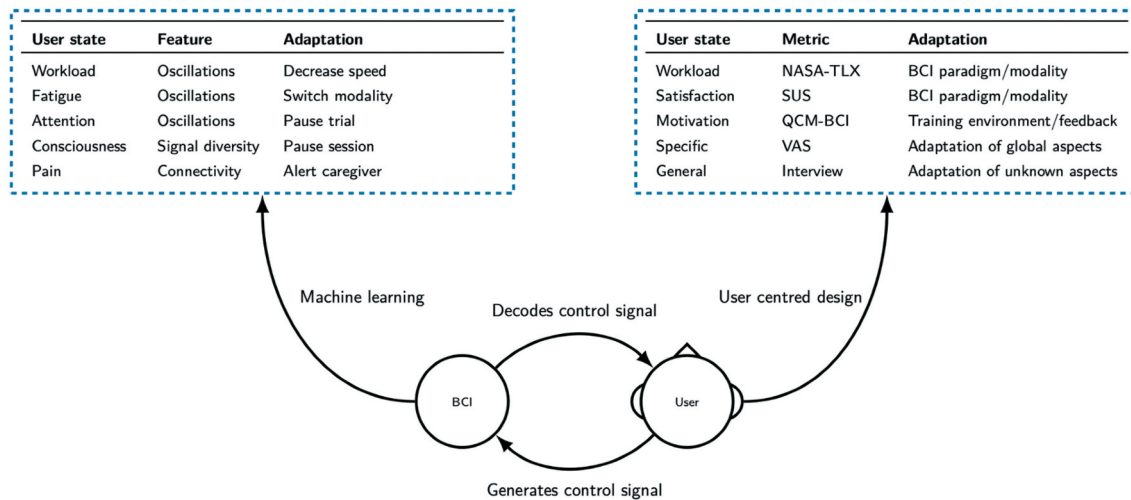 User state Feature Adaptation
Workload Oscillations Decrease speed
Fatigue Oscillations Switch modality
Attention Oscillations Pause trial
Consciousness Signal diversity Pause session
Pain Connectivity Alert caregiver
User state Metric Adaptation
Workload NASA-TLX BCI paradigm/modality
Satisfaction SUS BCI paradigm/modality
Motivation QCM-BCI Training environment/feedback
Specific VAS Adaptation of global aspects
General Interview Adaptation of unknown aspects
Machine learning
User centred design
Decodes control signal
BCI
User
Generates control signal